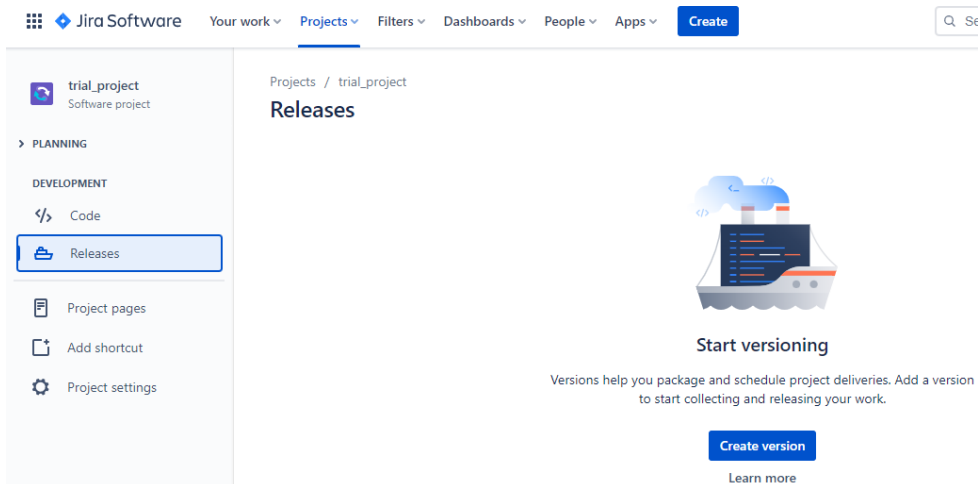 Jira Software Your work Projects Filters Dashboards People Apps Create
trial_project
Software project
PLANNING
DEVELOPMENT
</> Code
Releases
Project pages
Add shortcut
Project settings
Projects / trial_project
Releases
</>
</>
Start versioning
Versions help you package and schedule project deliveries. Add a version
to start collecting and releasing your work.
Create version
Learn more